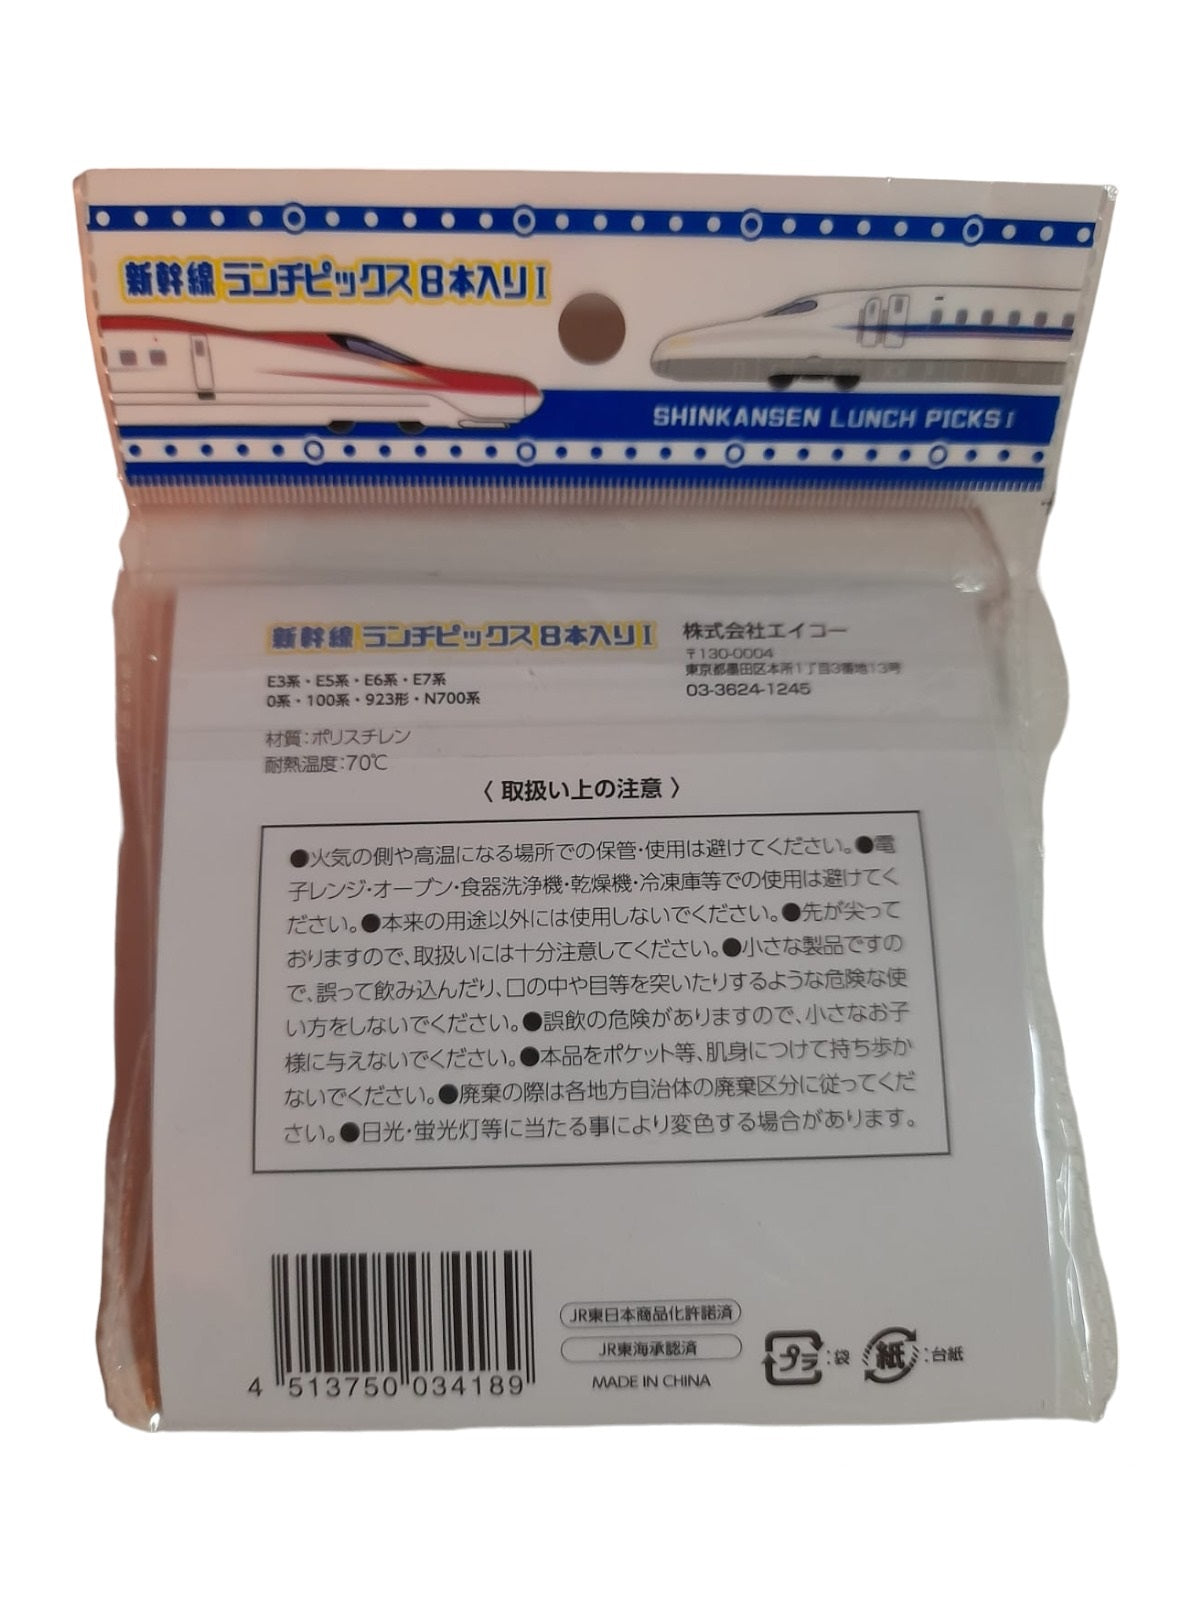 新幹線 ランチピックス8本入りⅠ
SHINKANSEN LUNCH PICKSⅠ
新幹線 ランチピックス8本入りⅠ
E3系・E5系・E6系・E7系
0系・100系・923形・N700系
材質:ポリスチレン
耐熱温度:70℃
株式会社エイコー
〒130-0004
東京都墨田区本所1丁目3番地13号
03-3624-1245
〈 取扱い上の注意 〉
●火気の側や高温になる場所での保管・使用は避けてください。●電
子レンジ・オーブン・食器洗浄機・乾燥機・冷凍庫等での使用は避けてく
ださい。●本来の用途以外には使用しないでください。●先が尖って
おりますので、取扱いには十分注意してください。●小さな製品ですの
で、誤って飲み込んだり、口の中や目等を突いたりするような危険な使
い方をしないでください。●誤飲の危険がありますので、小さなお子
様に与えないでください。●本品をポケット等、肌身につけて持ち歩か
ないでください。●廃棄の際は各地方自治体の廃棄区分に従ってくだ
さい。●日光・蛍光灯等に当たる事により変色する場合があります。
4 513750 034189
JR東日本商品化許諾済
JR東海承認済
MADE IN CHINA
プラ:袋
紙:台紙